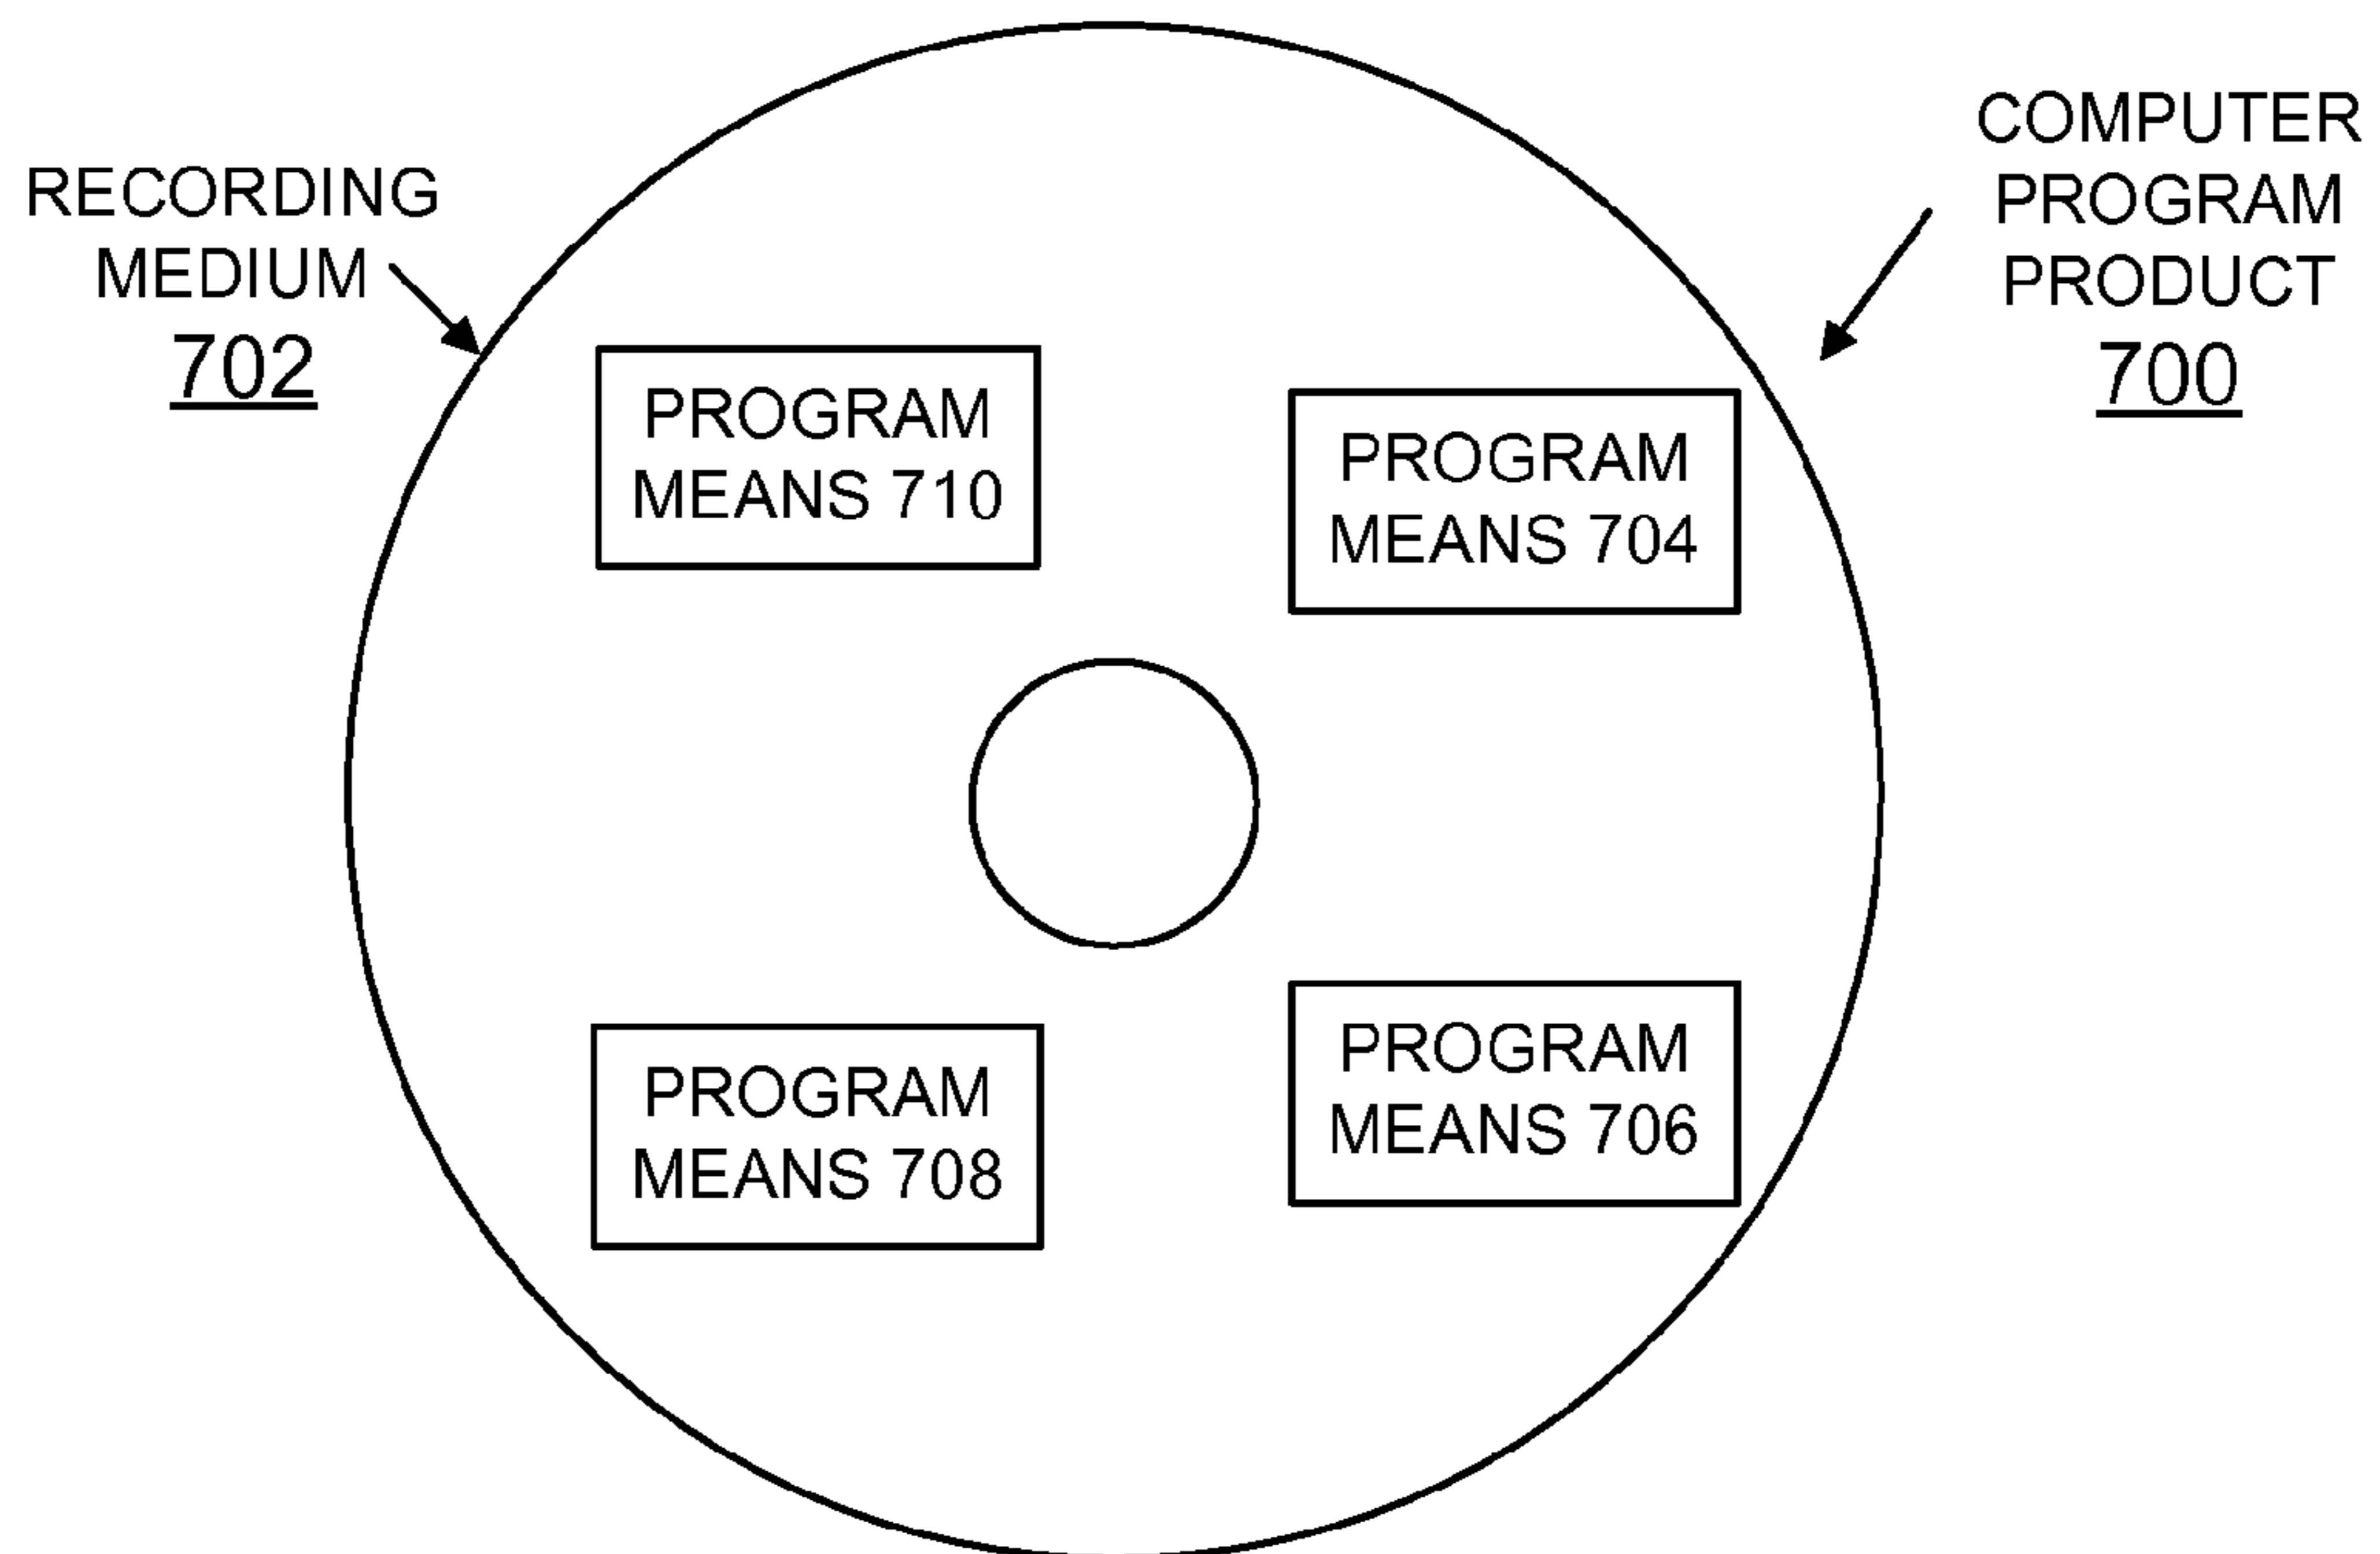 RECORDING
MEDIUM
702
COMPUTER
PROGRAM
PRODUCT
700
PROGRAM
MEANS 710
PROGRAM
MEANS 704
PROGRAM
MEANS 708
PROGRAM
MEANS 706